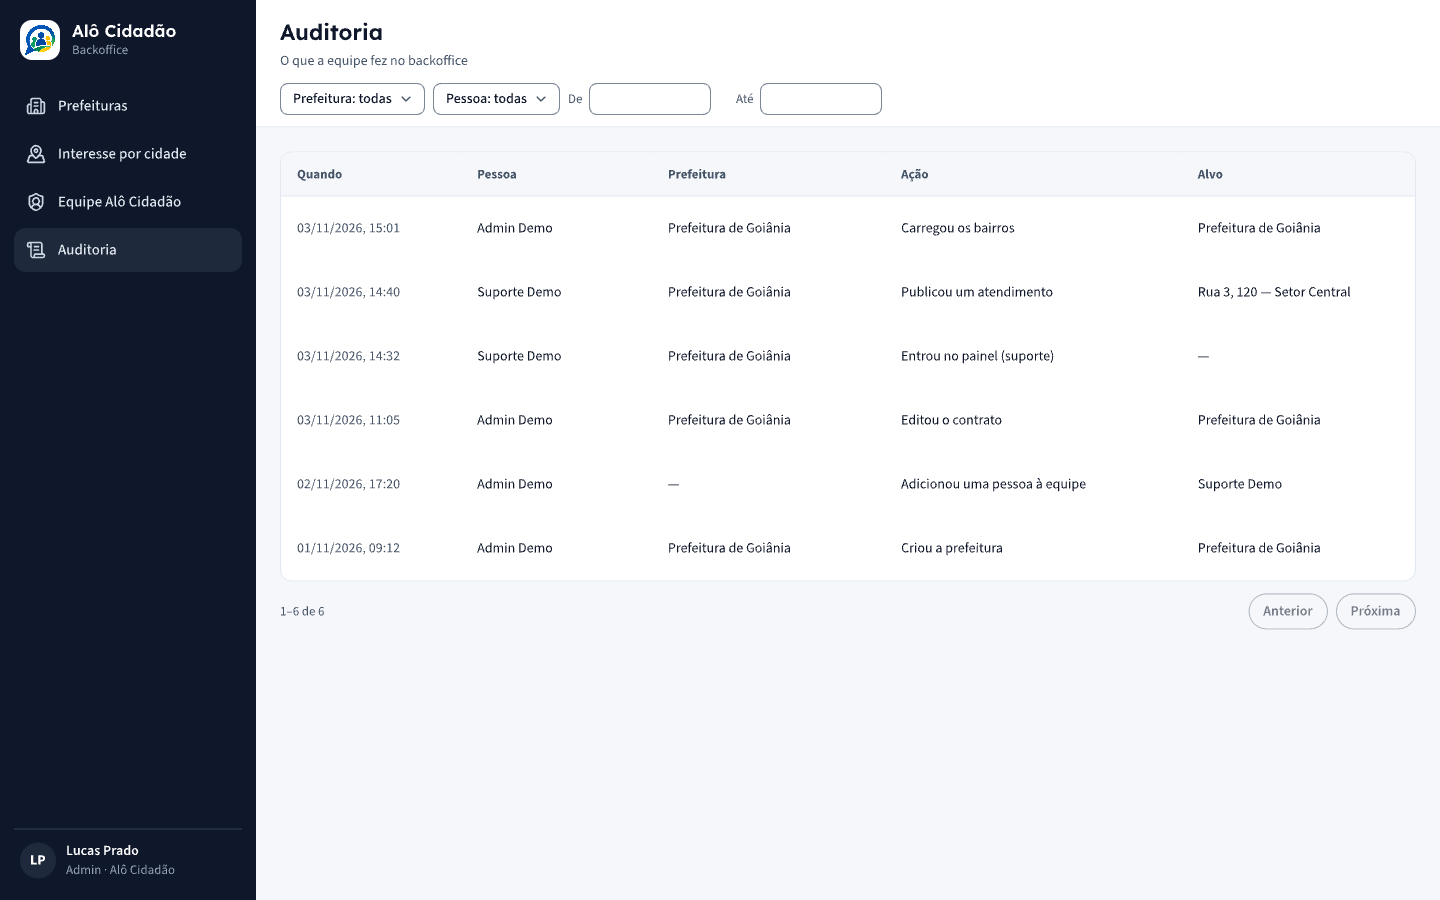 Alô Cidadão
Backoffice
Prefeituras
Interesse por cidade
Equipe Alô Cidadão
Auditoria
LP
Lucas Prado
Admin · Alô Cidadão
Auditoria
O que a equipe fez no backoffice
Prefeitura: todas Pessoa: todas De Até
Quando Pessoa Prefeitura Ação Alvo
03/11/2026, 15:01 Admin Demo Prefeitura de Goiânia Carregou os bairros Prefeitura de Goiânia
03/11/2026, 14:40 Suporte Demo Prefeitura de Goiânia Publicou um atendimento Rua 3, 120 — Setor Central
03/11/2026, 14:32 Suporte Demo Prefeitura de Goiânia Entrou no painel (suporte) —
03/11/2026, 11:05 Admin Demo Prefeitura de Goiânia Editou o contrato Prefeitura de Goiânia
02/11/2026, 17:20 Admin Demo — Adicionou uma pessoa à equipe Suporte Demo
01/11/2026, 09:12 Admin Demo Prefeitura de Goiânia Criou a prefeitura Prefeitura de Goiânia
1–6 de 6 Anterior Próxima